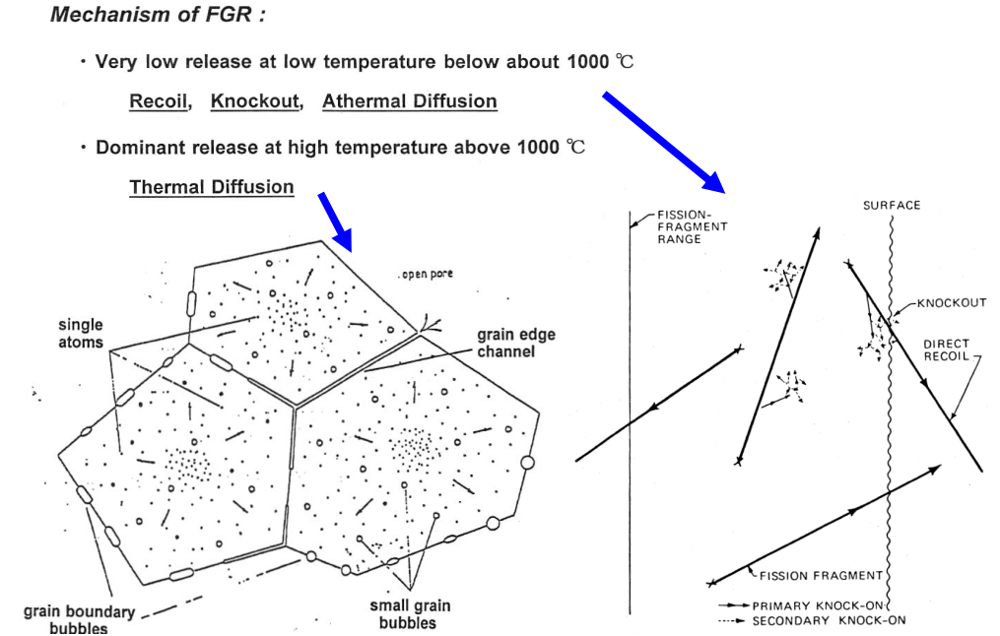 Mechanism of FGR :
· Very low release at low temperature below about 1000 ℃
Recoil, Knockout, Athermal Diffusion
· Dominant release at high temperature above 1000 ℃
Thermal Diffusion
SURFACE
FISSION-
FRAGMENT
RANGE
open pore
single
atoms
grain edge
channel
KNOCKOUT
DIRECT
RECOIL
FISSION FRAGMENT
grain boundary
bubbles
small grain
bubbles
PRIMARY KNOCK-ON
SECONDARY KNOCK-ON